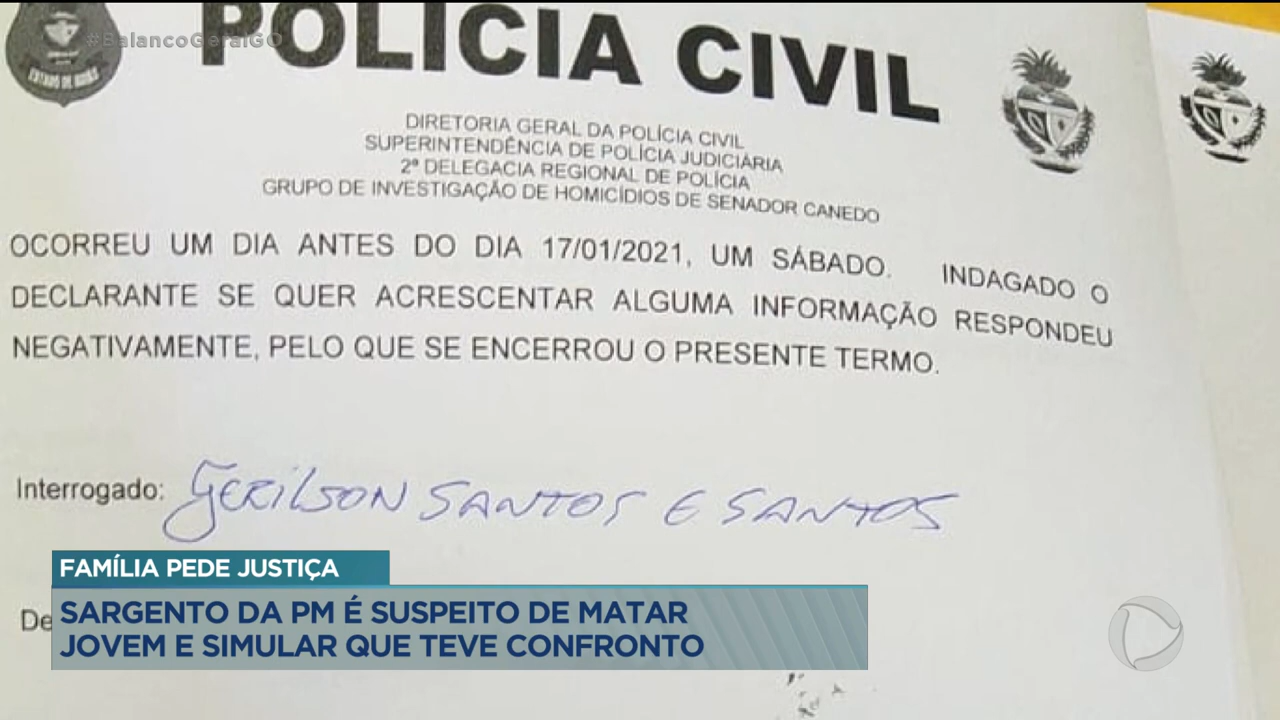 #BalancoGeralGO
POLÍCIA CIVIL
ESTADO DE GOIÁS
DIRETORIA GERAL DA POLÍCIA CIVIL
SUPERINTENDÊNCIA DE POLÍCIA JUDICIÁRIA
2ª DELEGACIA REGIONAL DE POLÍCIA
GRUPO DE INVESTIGAÇÃO DE HOMICÍDIOS DE SENADOR CANEDO
OCORREU UM DIA ANTES DO DIA 17/01/2021, UM SÁBADO. INDAGADO O
DECLARANTE SE QUER ACRESCENTAR ALGUMA INFORMAÇÃO RESPONDEU
NEGATIVAMENTE, PELO QUE SE ENCERROU O PRESENTE TERMO.
Interrogado: GERILSON SANTOS E SANTOS
FAMÍLIA PEDE JUSTIÇA
SARGENTO DA PM É SUSPEITO DE MATAR
JOVEM E SIMULAR QUE TEVE CONFRONTO